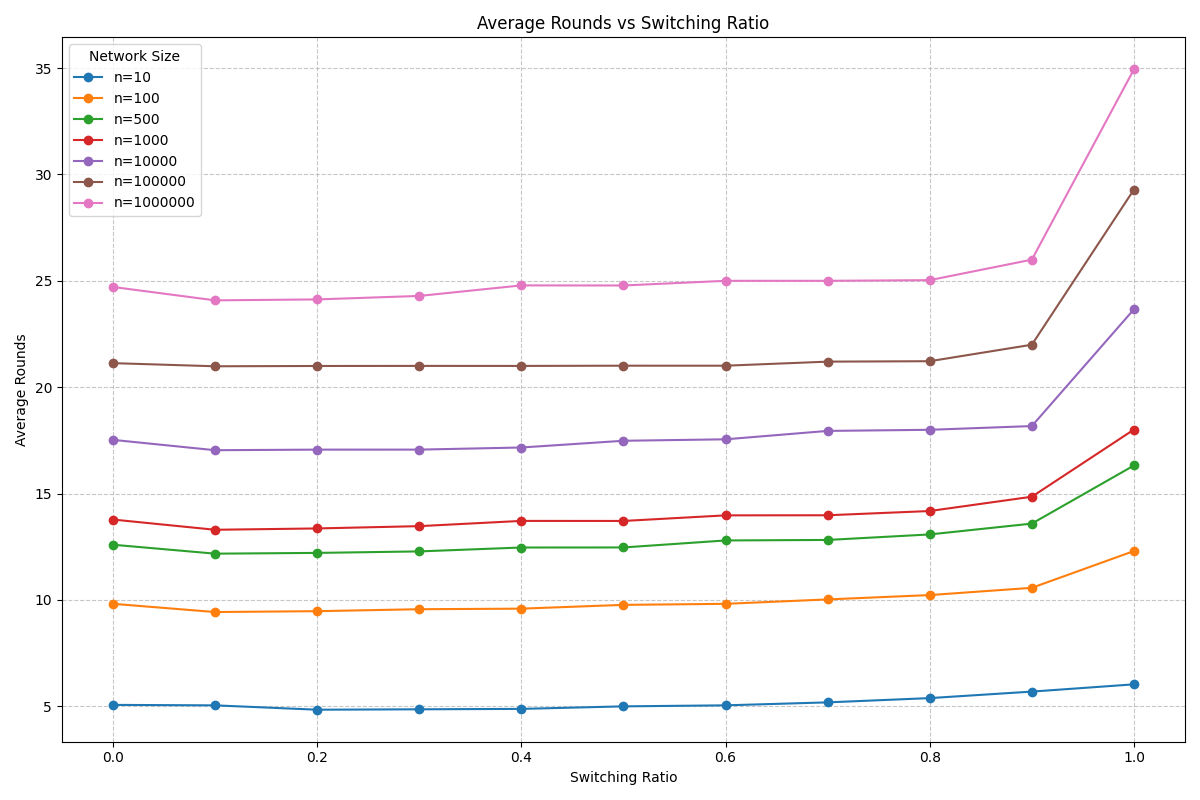 Average Rounds vs Switching Ratio
Network Size
n=10
n=100
n=500
n=1000
n=10000
n=100000
n=1000000
35
30
25
20
15
10
5
Average Rounds
0.0 0.2 0.4 0.6 0.8 1.0
Switching Ratio